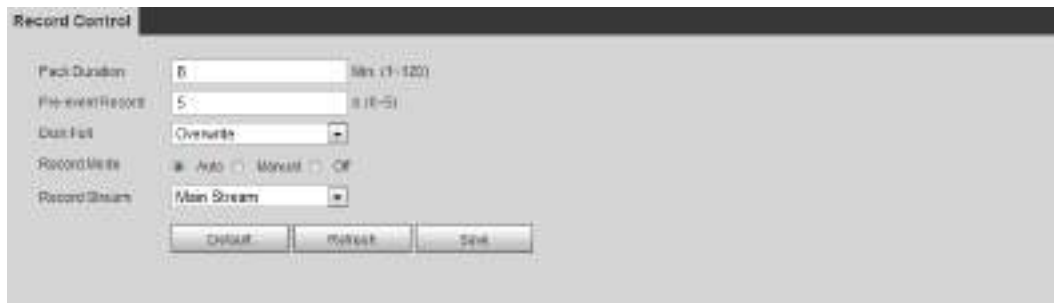 Record Control
Pack Duration 8 Min. (1~120)
Pre-event Record 5 s (0~5)
Disk Full Overwrite
Record Mode Auto Manual Off
Record Stream Main Stream
Default Refresh Save